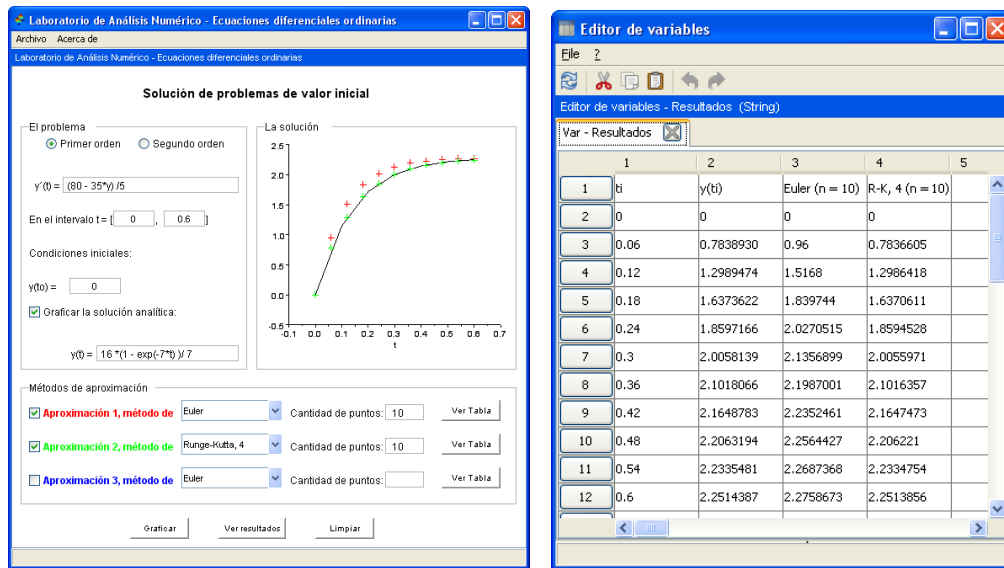 Laboratorio de Análisis Numérico - Ecuaciones diferenciales ordinarias
Archivo Acerca de
Laboratorio de Análisis Numérico - Ecuaciones diferenciales ordinarias
Solución de problemas de valor inicial
El problema
Primer orden Segundo orden
y´(t) = (80 - 35*y) /5
En el intervalo t = [ 0 , 0.6 ]
Condiciones iniciales:
y(to) = 0
Graficar la solución analítica:
y(t) = 16 *(1 - exp(-7*t) )/ 7
La solución
2.5
2.0
1.5
1.0
0.5
0.0
-0.5
-0.1 0.0 0.1 0.2 0.3 0.4 0.5 0.6 0.7
t
Métodos de aproximación
Aproximación 1, método de Euler Cantidad de puntos: 10 Ver Tabla
Aproximación 2, método de Runge-Kutta, 4 Cantidad de puntos: 10 Ver Tabla
Aproximación 3, método de Euler Cantidad de puntos: Ver Tabla
Graficar Ver resultados Limpiar
Editor de variables
File ?
Editor de variables - Resultados (String)
Var - Resultados
1 2 3 4 5
1 ti y(ti) Euler (n = 10) R-K, 4 (n = 10)
2 0 0 0 0
3 0.06 0.7838930 0.96 0.7836605
4 0.12 1.2989474 1.5168 1.2986418
5 0.18 1.6373622 1.839744 1.6370611
6 0.24 1.8597166 2.0270515 1.8594528
7 0.3 2.0058139 2.1356899 2.0055971
8 0.36 2.1018066 2.1987001 2.1016357
9 0.42 2.1648783 2.2352461 2.1647473
10 0.48 2.2063194 2.2564427 2.206221
11 0.54 2.2335481 2.2687368 2.2334754
12 0.6 2.2514387 2.2758673 2.2513856